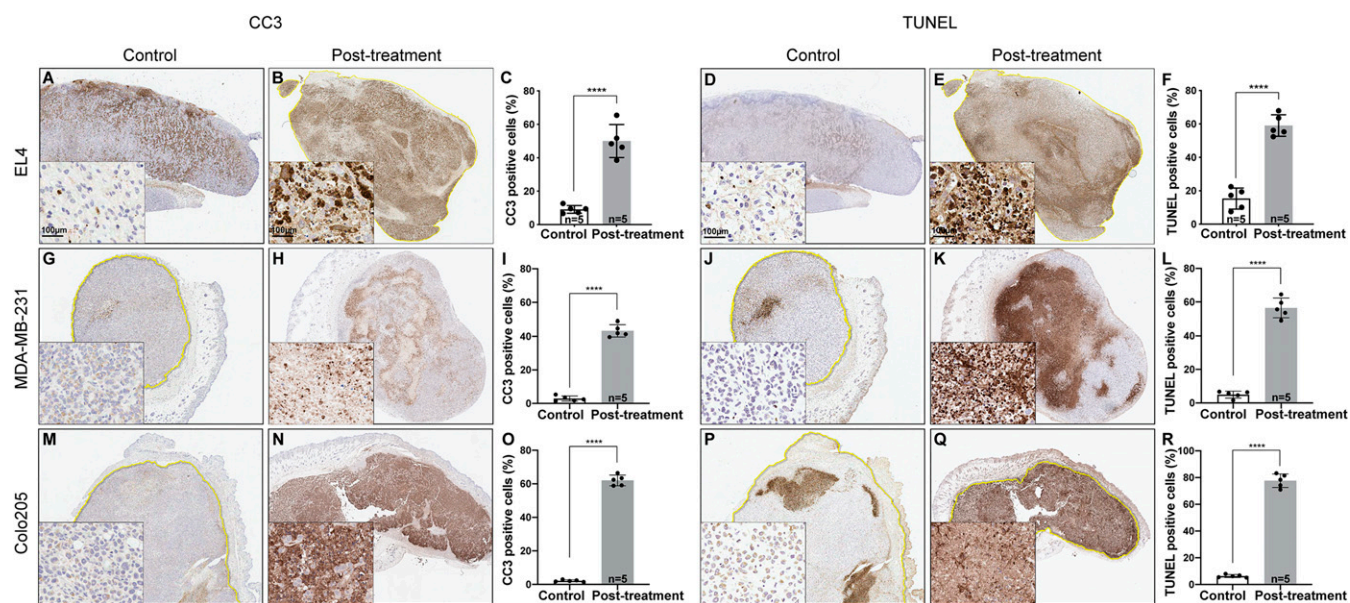 CC3 TUNEL
Control Post-treatment Control Post-treatment
EL4
A
100µm
B
100µm
C
CC3 positive cells (%)
80
60
40
20
0
****
n=5 n=5
Control Post-treatment
D
100µm
E
100µm
F
TUNEL positive cells (%)
80
60
40
20
0
****
n=5 n=5
Control Post-treatment
MDA-MB-231
G
H
I
CC3 positive cells (%)
80
60
40
20
0
****
n=5
Control Post-treatment
J
K
L
TUNEL positive cells (%)
80
60
40
20
0
****
n=5
Control Post-treatment
Colo205
M
N
O
CC3 positive cells (%)
80
60
40
20
0
****
n=5
Control Post-treatment
P
Q
R
TUNEL positive cells (%)
100
80
60
40
20
0
****
n=5
Control Post-treatment